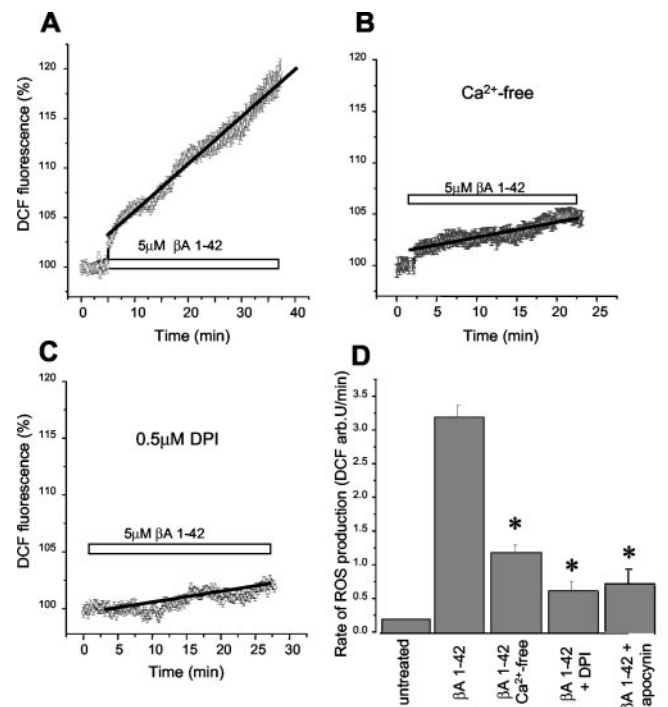 A
DCF fluorescence (%)
120
115
110
105
100
5μM βA 1-42
0 5 10 15 20 25 30 35 40
Time (min)
B
120
115
110
105
100
Ca²⁺-free
5μM βA 1-42
0 5 10 15 20 25
Time (min)
C
DCF fluorescence (%)
120
115
110
105
100
0.5μM DPI
5μM βA 1-42
0 5 10 15 20 25 30
Time (min)
D
Rate of ROS production (DCF arb.U/min)
3.5
3.0
2.5
2.0
1.5
1.0
0.5
0.0
*
*
*
untreated
βA 1-42
βA 1-42
Ca²⁺-free
βA 1-42
+ DPI
βA 1-42 +
apocynin